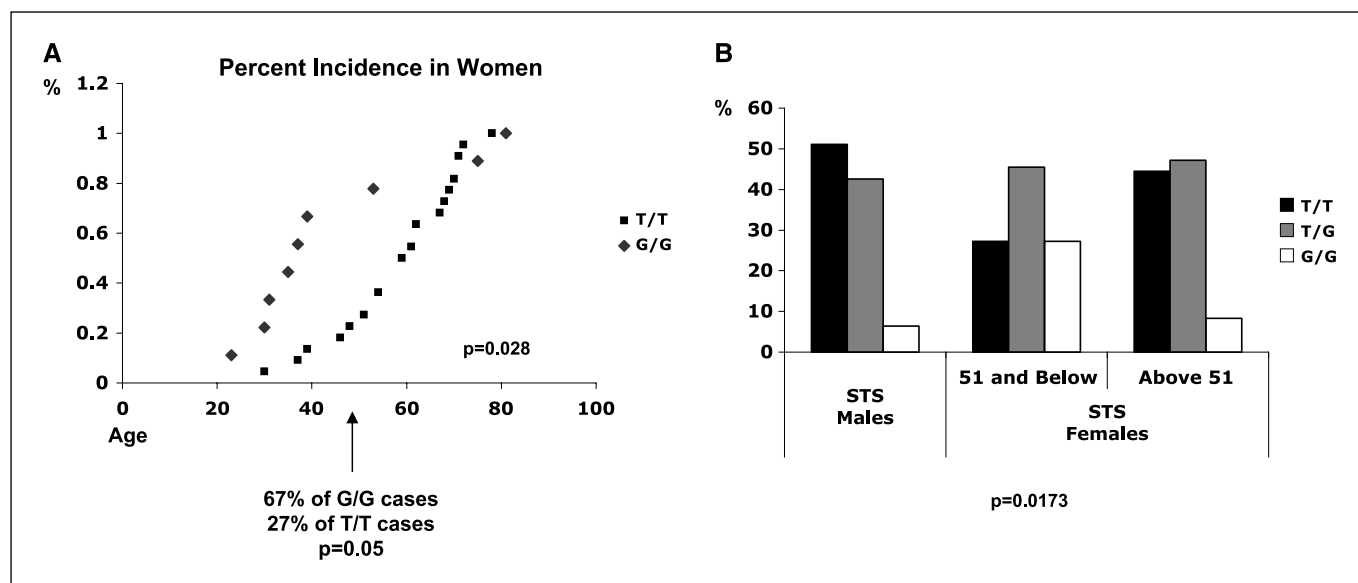 A
Percent Incidence in Women
%
1.2
1
0.8
0.6
0.4
0.2
0
0 20 40 60 80 100
Age
T/T
G/G
p=0.028
67% of G/G cases
27% of T/T cases
p=0.05
B
%
60
50
40
30
20
10
0
T/T
T/G
G/G
51 and Below Above 51
STS
Males
STS
Females
p=0.0173